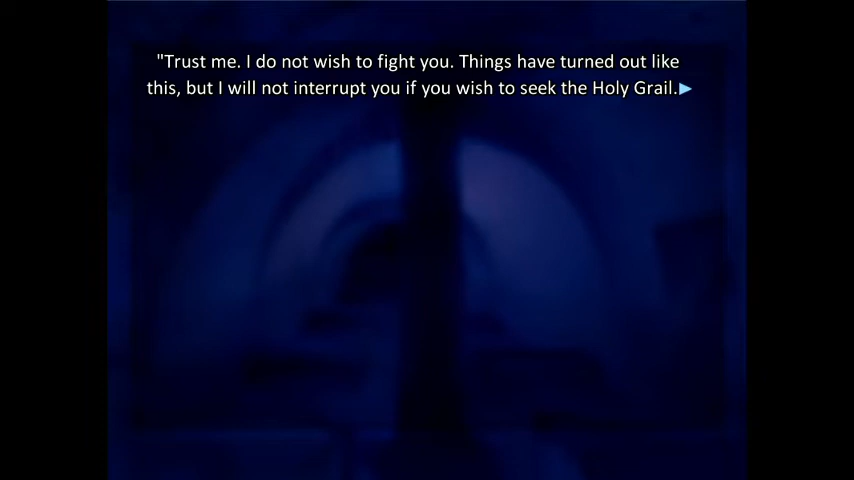 "Trust me. I do not wish to fight you. Things have turned out like
this, but I will not interrupt you if you wish to seek the Holy Grail.